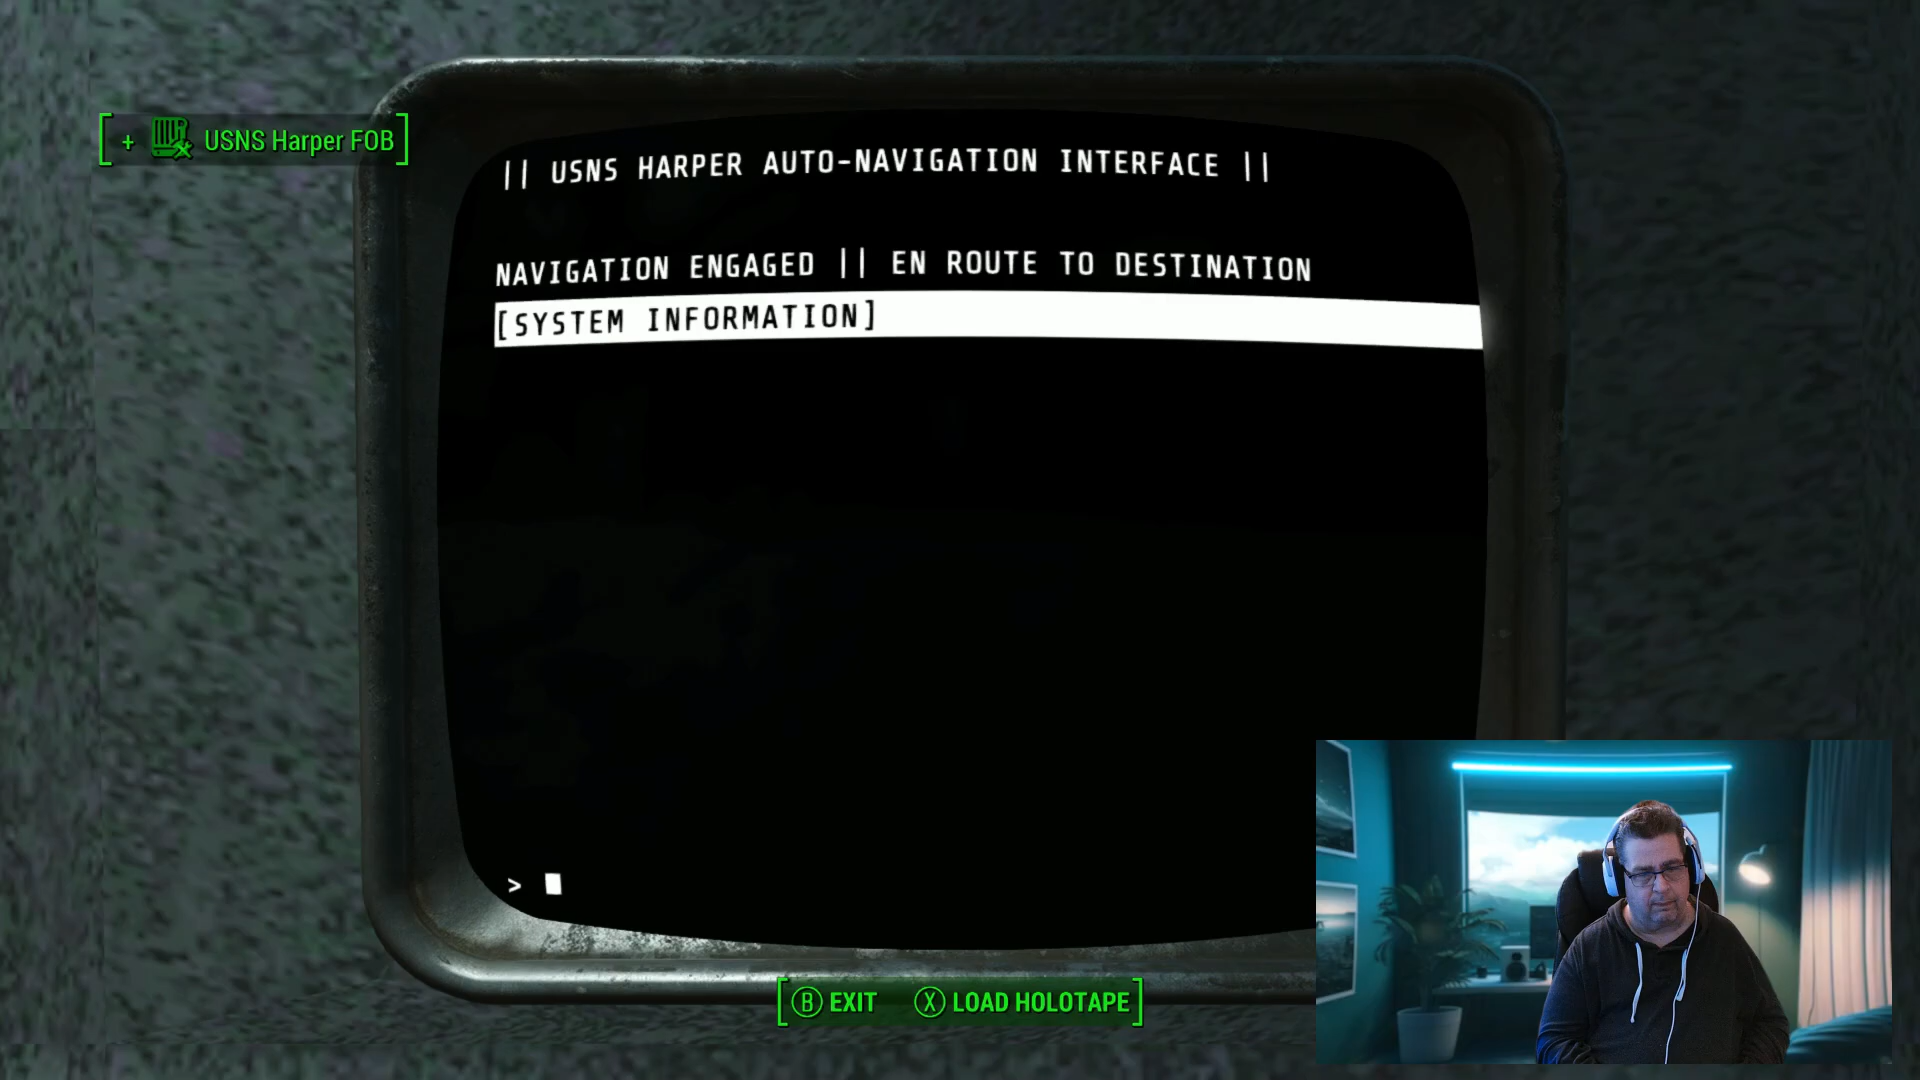 + USNS Harper FOB
|| USNS HARPER AUTO-NAVIGATION INTERFACE ||
NAVIGATION ENGAGED || EN ROUTE TO DESTINATION
[SYSTEM INFORMATION]
>
B EXIT X LOAD HOLOTAPE